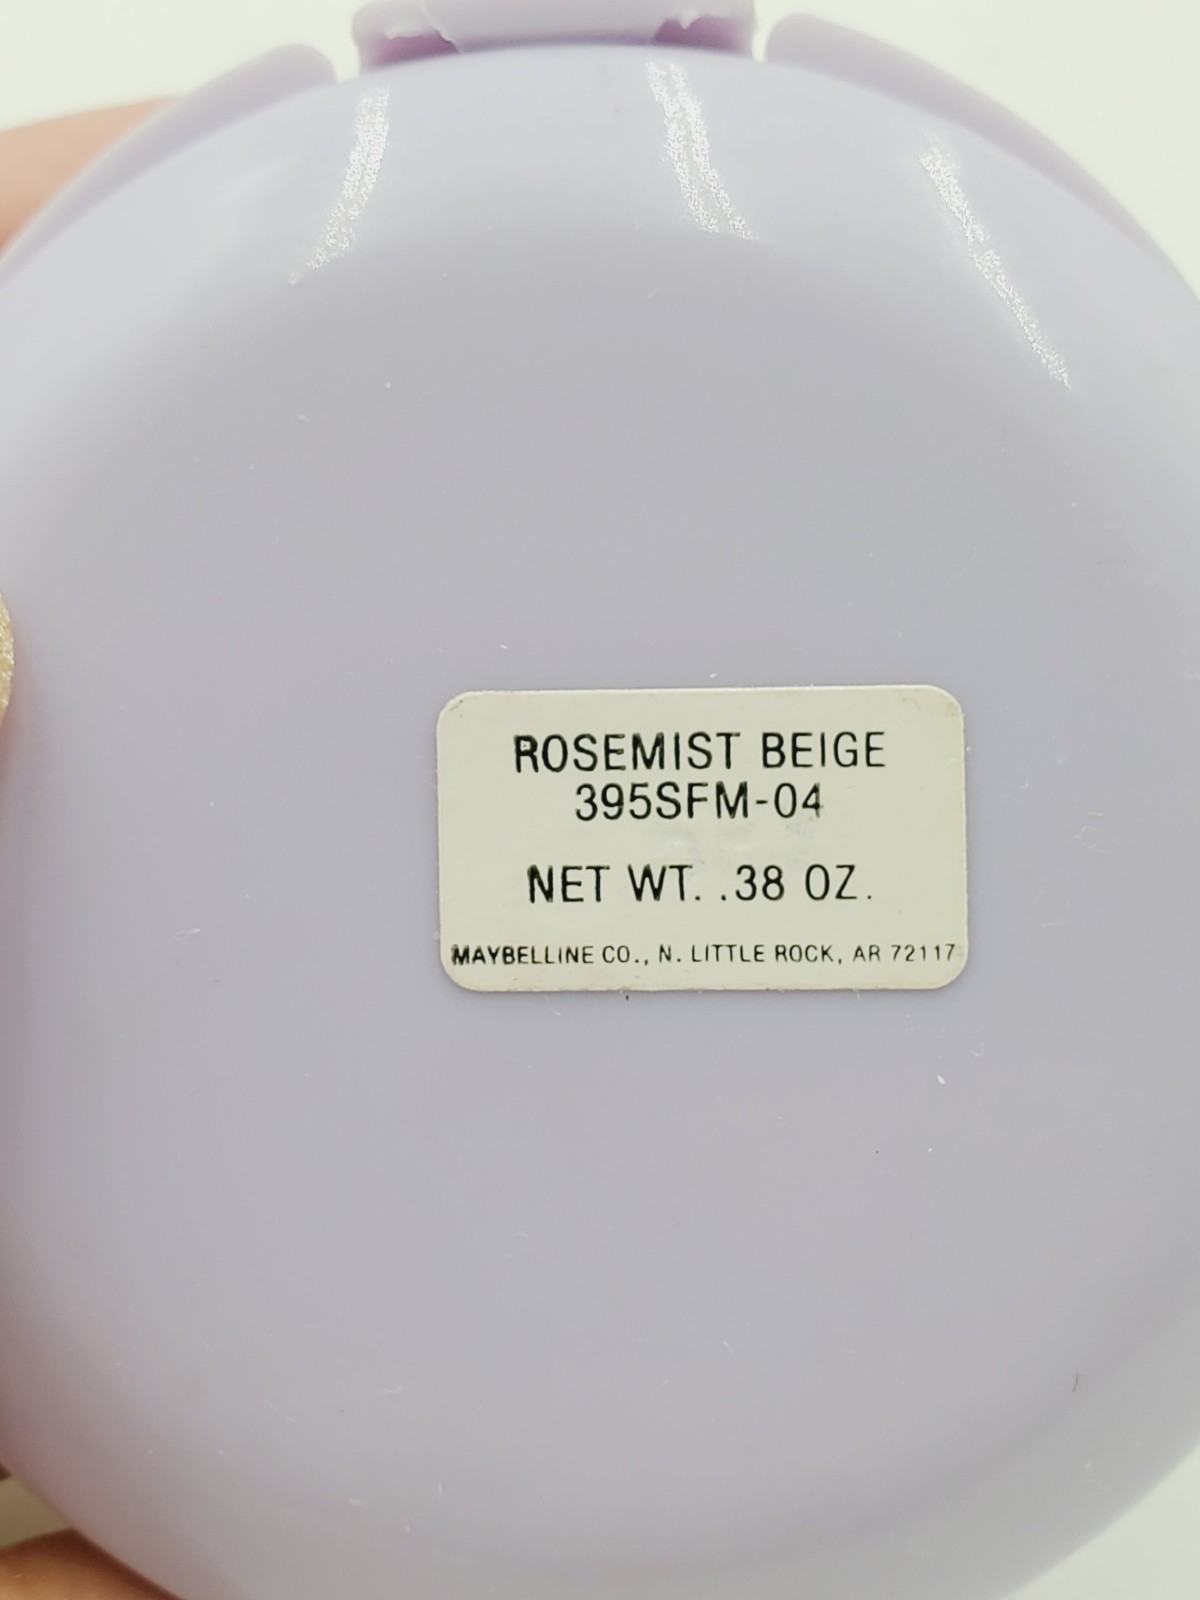 ROSEMIST BEIGE
395SFM-04
NET WT. .38 OZ.
MAYBELLINE CO., N. LITTLE ROCK, AR 72117